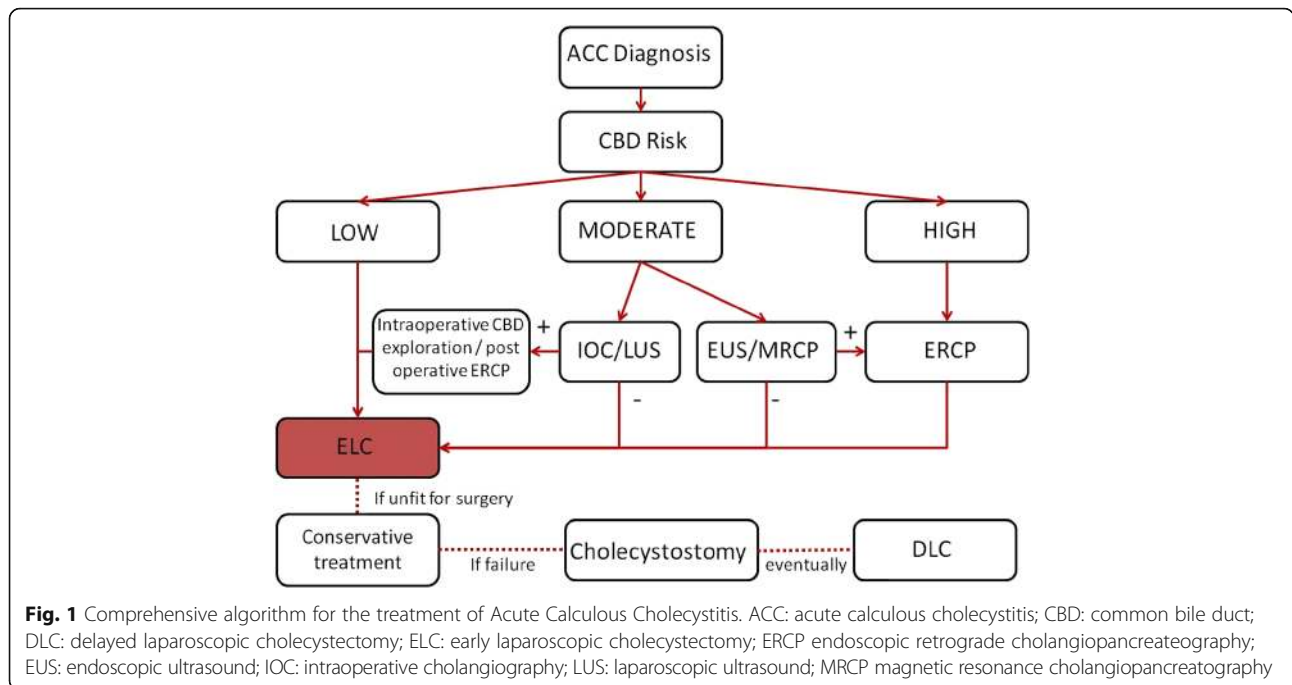 ACC Diagnosis
CBD Risk
LOW
MODERATE
HIGH
Intraoperative CBD
exploration / post
operative ERCP
+
IOC/LUS
EUS/MRCP
+
ERCP
-
-
ELC
If unfit for surgery
Conservative
treatment
If failure
Cholecystostomy
eventually
DLC
Fig. 1 Comprehensive algorithm for the treatment of Acute Calculous Cholecystitis. ACC: acute calculous cholecystitis; CBD: common bile duct;
DLC: delayed laparoscopic cholecystectomy; ELC: early laparoscopic cholecystectomy; ERCP endoscopic retrograde cholangiopancreateography;
EUS: endoscopic ultrasound; IOC: intraoperative cholangiography; LUS: laparoscopic ultrasound; MRCP magnetic resonance cholangiopancreatography